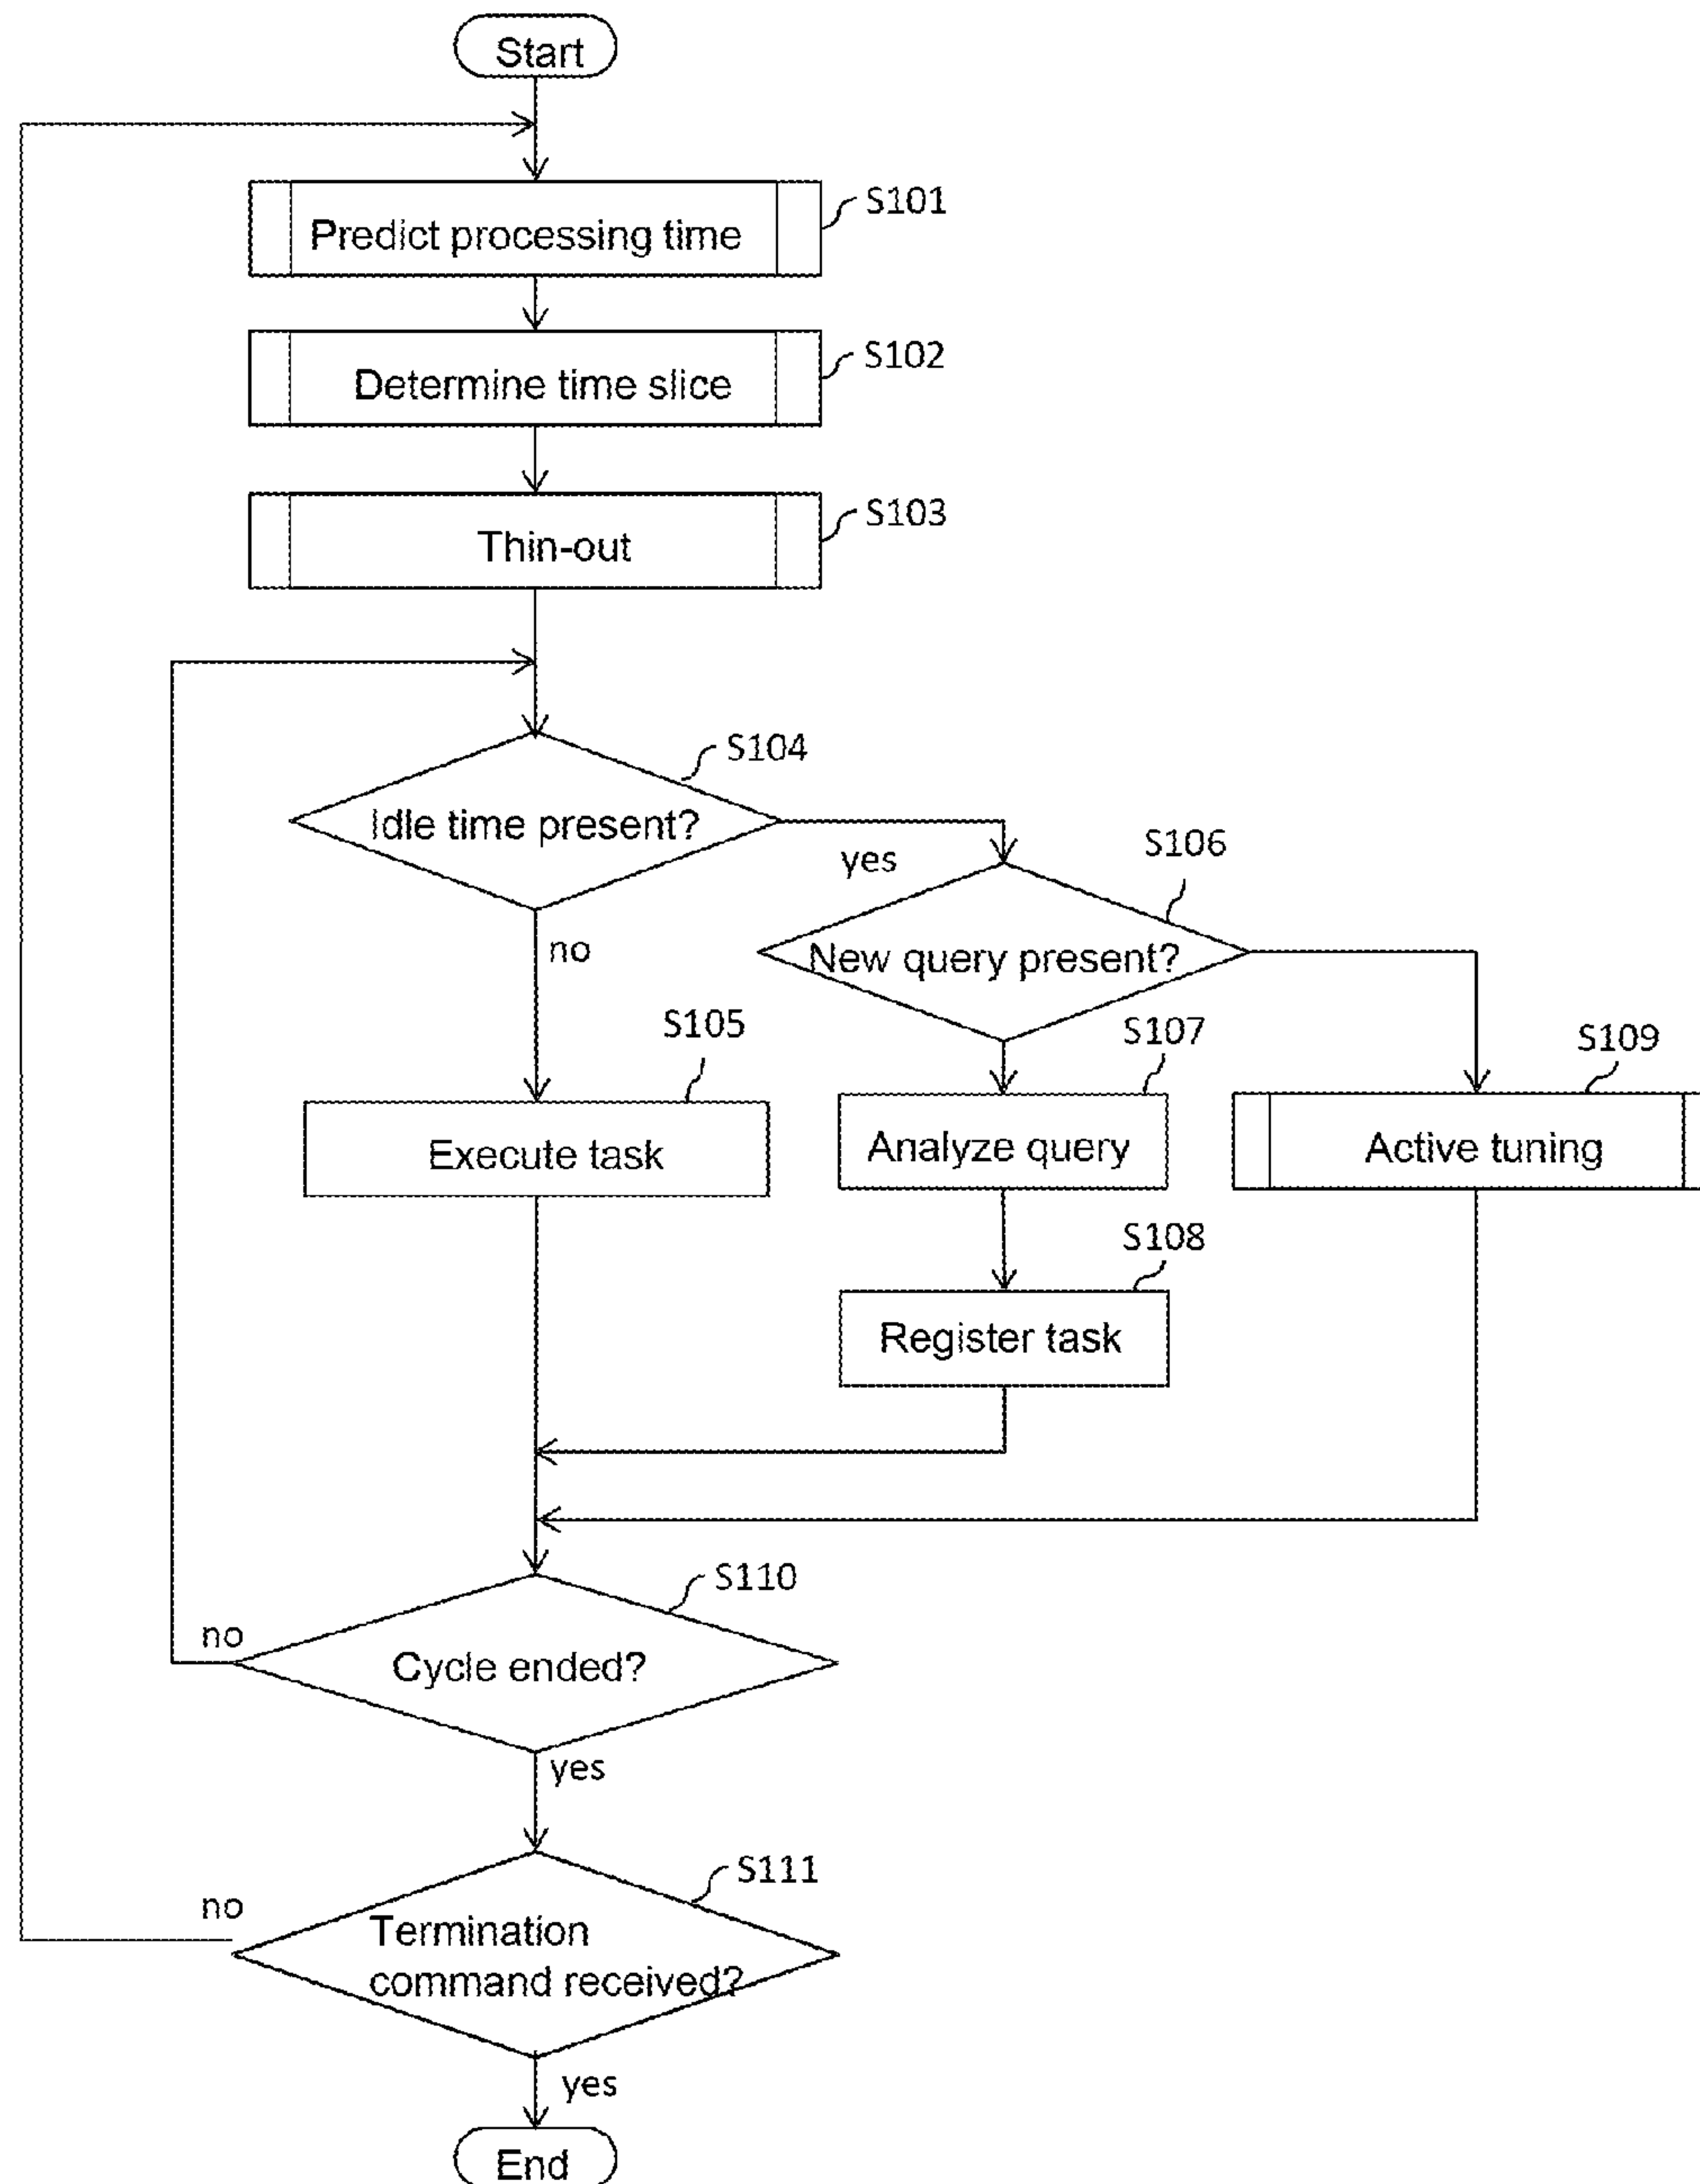 Start
S101
Predict processing time
S102
Determine time slice
S103
Thin-out
S104
Idle time present?
yes
S106
no
New query present?
S105
S107
S109
Execute task
Analyze query
Active tuning
S108
Register task
S110
no
Cycle ended?
yes
S111
no
Termination
command received?
yes
End